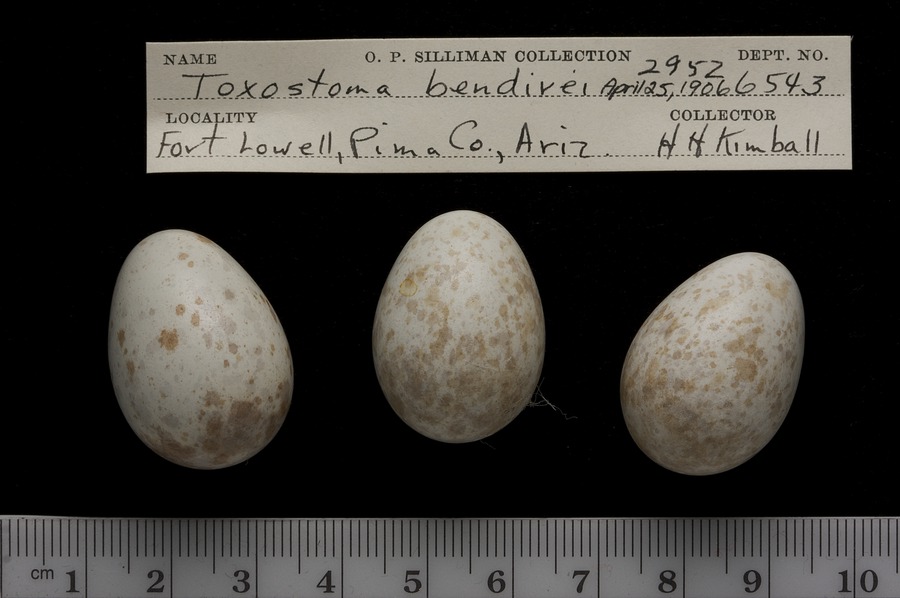 NAME O. P. SILLIMAN COLLECTION 2952 DEPT. NO.
Toxostoma bendirei April 25, 1906 6543
LOCALITY COLLECTOR
Fort Lowell, Pima Co., Ariz. H H Kimball
cm 1 2 3 4 5 6 7 8 9 10